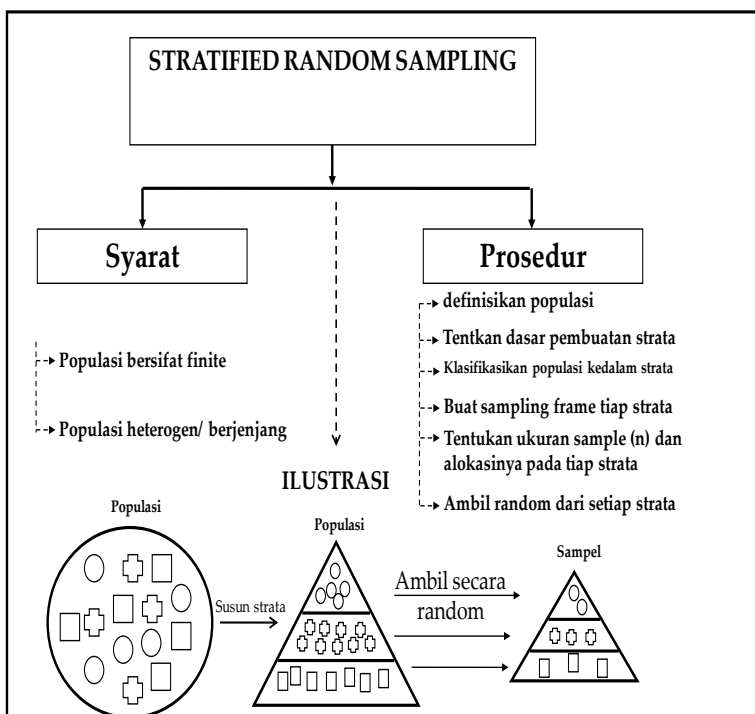 STRATIFIED RANDOM SAMPLING
Syarat
Populasi bersifat finite
Populasi heterogen/ berjenjang
Prosedur
definisikan populasi
Tentkan dasar pembuatan strata
Klasifikasikan populasi kedalam strata
Buat sampling frame tiap strata
Tentukan ukuran sample (n) dan
alokasinya pada tiap strata
Ambil random dari setiap strata
ILUSTRASI
Populasi
Susun strata
Populasi
Ambil secara
random
Sampel